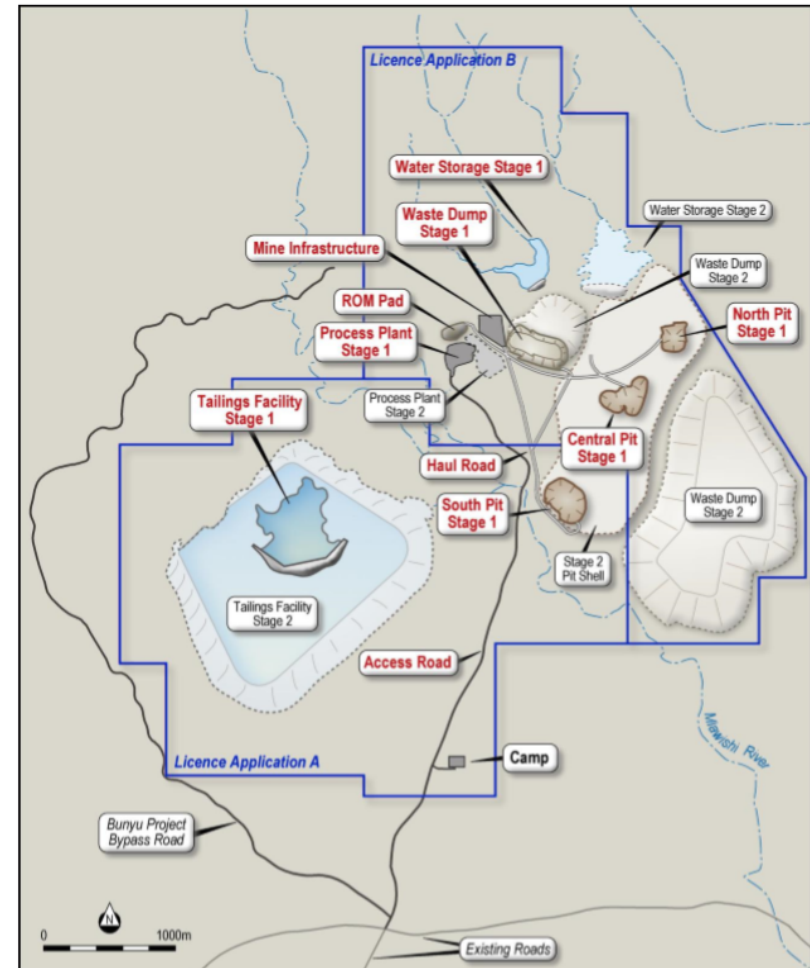 Licence Application B
Water Storage Stage 1
Waste Dump
Stage 1
Water Storage Stage 2
Mine Infrastructure
Waste Dump
Stage 2
ROM Pad
North Pit
Stage 1
Process Plant
Stage 1
Tailings Facility
Stage 1
Process Plant
Stage 2
Central Pit
Stage 1
Haul Road
South Pit
Stage 1
Waste Dump
Stage 2
Stage 2
Pit Shell
Tailings Facility
Stage 2
Access Road
Licence Application A
Camp
Miawishi River
Bunyu Project
Bypass Road
N
0 1000m
Existing Roads